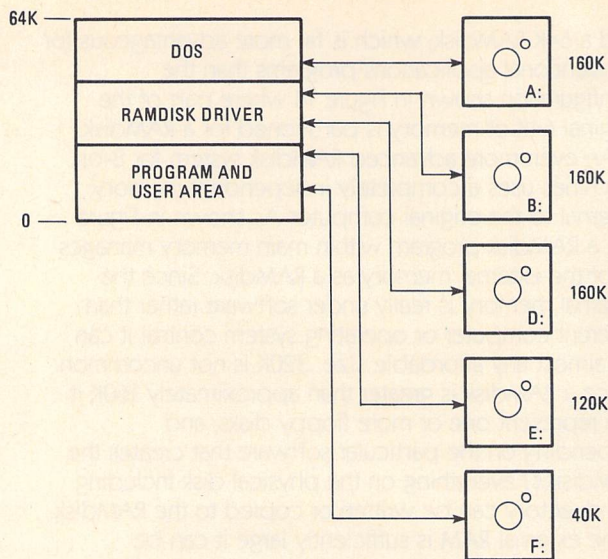 64K
DOS
RAMDISK DRIVER
PROGRAM AND
USER AREA
0
160K
A:
160K
B:
160K
D:
120K
E:
40K
F: